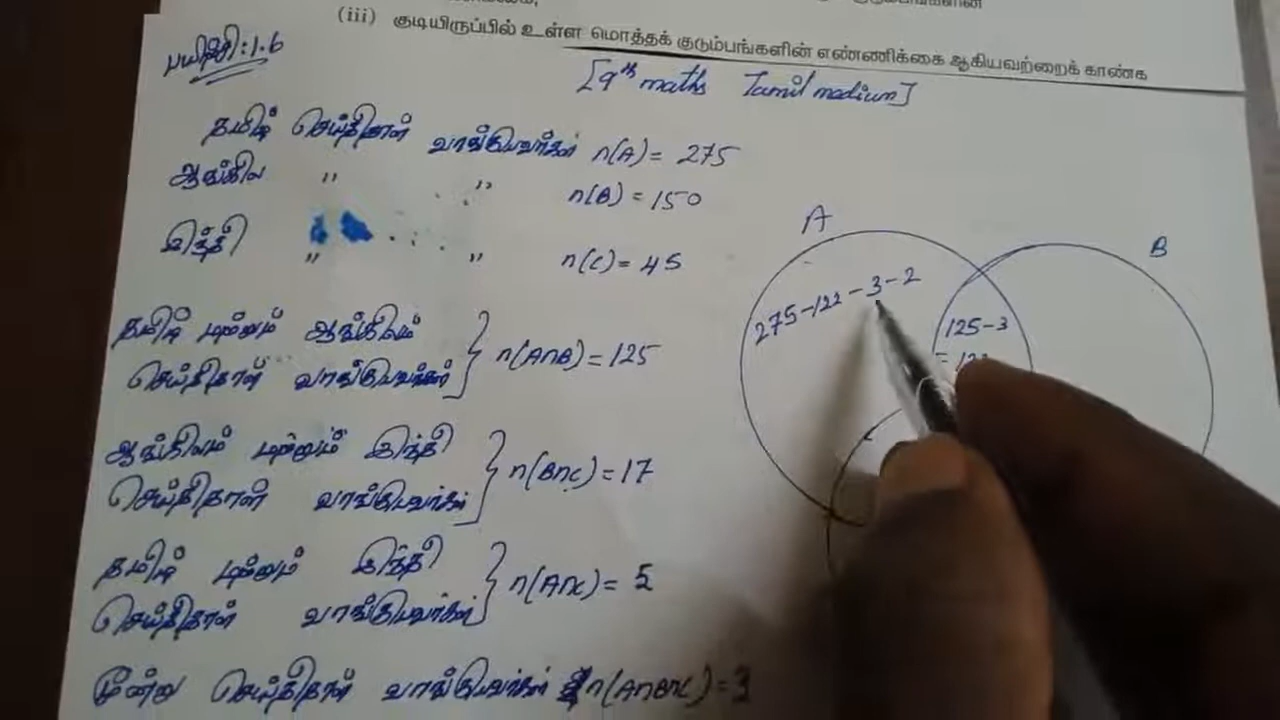 (iii) குடியிருப்பில் உள்ள மொத்தக் குடும்பங்களின் எண்ணிக்கை ஆகியவற்றைக் காண்க
பயிற்சி:1.6
[9th maths Tamil medium]
தமிழ் செய்தித்தாள் வாங்குபவர்கள் n(A) = 275
ஆங்கில " " n(B) = 150
இந்தி " " n(C) = 45
தமிழ் மற்றும் ஆங்கிலம்
செய்திதாள் வாங்குபவர்கள் } n(A∩B) = 125
ஆங்கிலம் மற்றும் இந்தி
செய்திதாள் வாங்குபவர்கள் } n(B∩C) = 17
தமிழ் மற்றும் இந்தி
செய்திதாள் வாங்குபவர்கள் } n(A∩C) = 5
மூன்று செய்திதாள் வாங்குபவர்கள் n(A∩B∩C) = 3
A
B
275-122-3-2
125-3
= 122